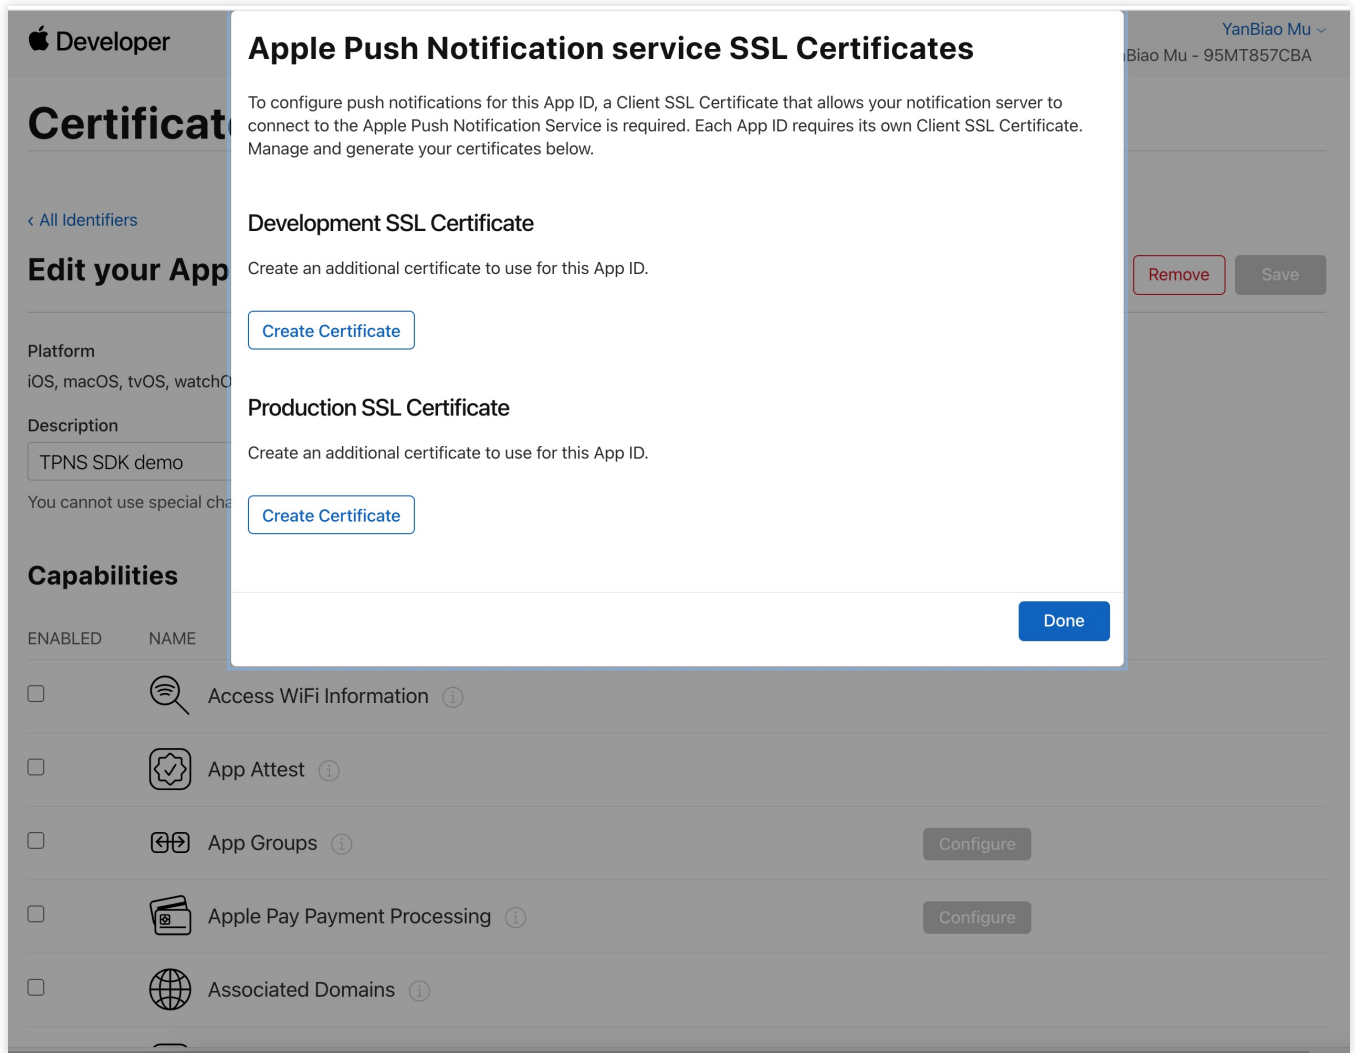 Developer
YanBiao Mu
Biao Mu - 95MT857CBA
Apple Push Notification service SSL Certificates
To configure push notifications for this App ID, a Client SSL Certificate that allows your notification server to
connect to the Apple Push Notification Service is required. Each App ID requires its own Client SSL Certificate.
Manage and generate your certificates below.
Certificat
‹ All Identifiers
Edit your App
Remove
Save
Development SSL Certificate
Create an additional certificate to use for this App ID.
Create Certificate
Platform
iOS, macOS, tvOS, watchO
Production SSL Certificate
Description
TPNS SDK demo
Create an additional certificate to use for this App ID.
You cannot use special cha
Create Certificate
Capabilities
Done
ENABLED NAME
Access WiFi Information
App Attest
App Groups
Configure
Apple Pay Payment Processing
Configure
Associated Domains